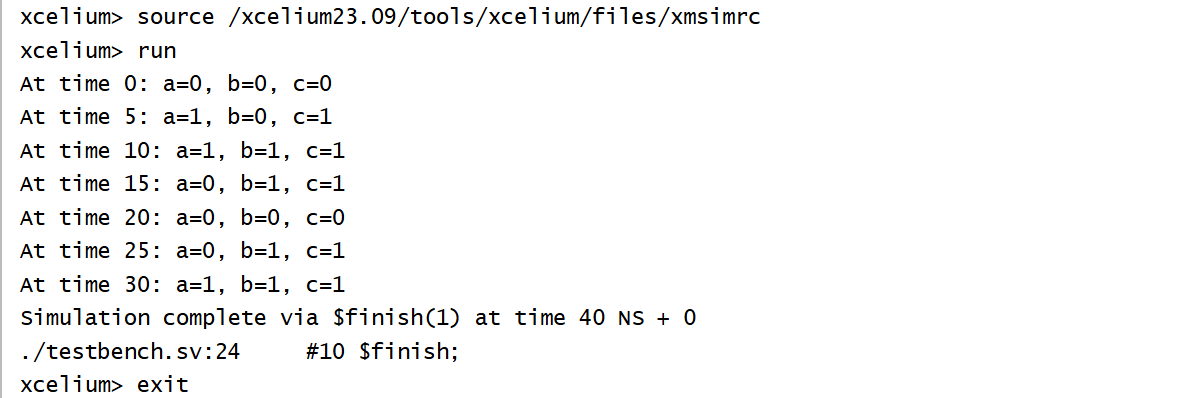 xcelium> source /xcelium23.09/tools/xcelium/files/xmsimrc
xcelium> run
At time 0: a=0, b=0, c=0
At time 5: a=1, b=0, c=1
At time 10: a=1, b=1, c=1
At time 15: a=0, b=1, c=1
At time 20: a=0, b=0, c=0
At time 25: a=0, b=1, c=1
At time 30: a=1, b=1, c=1
Simulation complete via $finish(1) at time 40 NS + 0
./testbench.sv:24     #10 $finish;
xcelium> exit